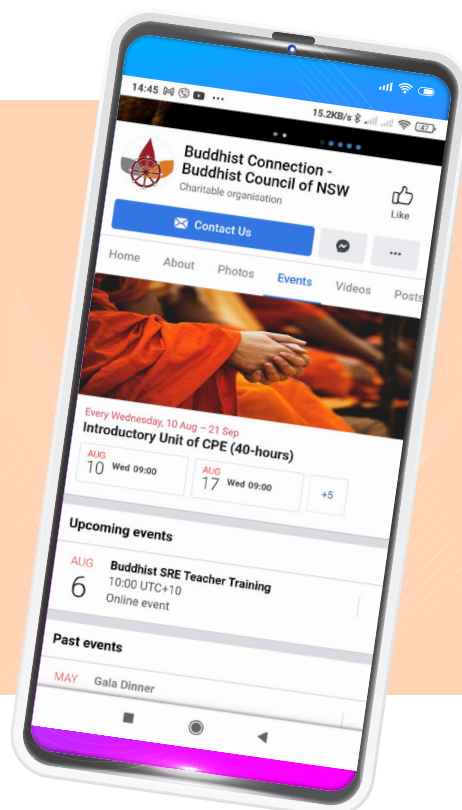 14:45 ... 15.2KB/s 47
Buddhist Connection -
Buddhist Council of NSW
Charitable organisation
Like
Contact Us
...
Home About Photos Events Videos Posts
Every Wednesday, 10 Aug – 21 Sep
Introductory Unit of CPE (40-hours)
AUG
10 Wed 09:00
AUG
17 Wed 09:00
+5
Upcoming events
AUG
6
Buddhist SRE Teacher Training
10:00 UTC+10
Online event
Past events
MAY Gala Dinner